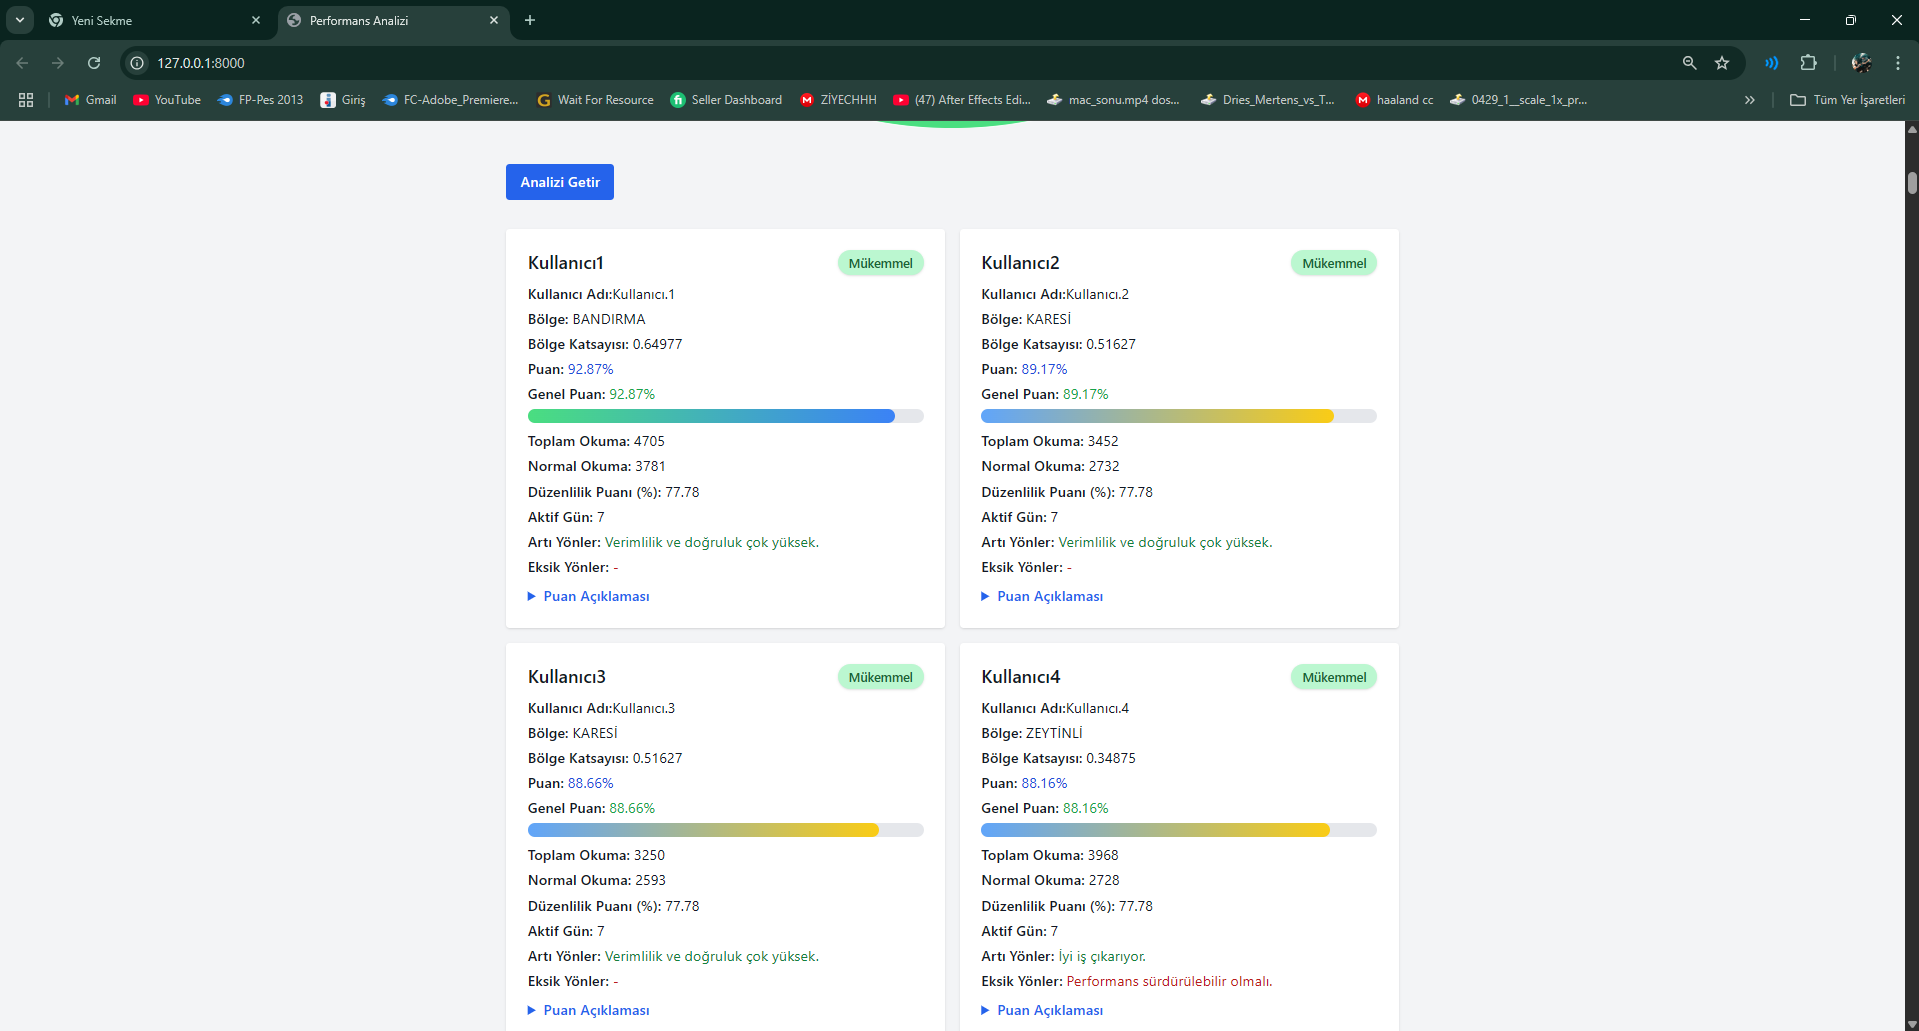 Yeni Sekme
Performans Analizi
127.0.0.1:8000
Gmail
YouTube
FP-Pes 2013
Giriş
FC-Adobe_Premiere...
Wait For Resource
Seller Dashboard
ZİYECHHH
(47) After Effects Edi...
mac_sonu.mp4 dos...
Dries_Mertens_vs_T...
haaland cc
0429_1__scale_1x_pr...
Tüm Yer İşaretleri
Analizi Getir
Kullanıcı1
Mükemmel
Kullanıcı Adı:Kullanıcı.1
Bölge: BANDIRMA
Bölge Katsayısı: 0.64977
Puan: 92.87%
Genel Puan: 92.87%
Toplam Okuma: 4705
Normal Okuma: 3781
Düzenlilik Puanı (%): 77.78
Aktif Gün: 7
Artı Yönler: Verimlilik ve doğruluk çok yüksek.
Eksik Yönler: -
Puan Açıklaması
Kullanıcı2
Mükemmel
Kullanıcı Adı:Kullanıcı.2
Bölge: KARESİ
Bölge Katsayısı: 0.51627
Puan: 89.17%
Genel Puan: 89.17%
Toplam Okuma: 3452
Normal Okuma: 2732
Düzenlilik Puanı (%): 77.78
Aktif Gün: 7
Artı Yönler: Verimlilik ve doğruluk çok yüksek.
Eksik Yönler: -
Puan Açıklaması
Kullanıcı3
Mükemmel
Kullanıcı Adı:Kullanıcı.3
Bölge: KARESİ
Bölge Katsayısı: 0.51627
Puan: 88.66%
Genel Puan: 88.66%
Toplam Okuma: 3250
Normal Okuma: 2593
Düzenlilik Puanı (%): 77.78
Aktif Gün: 7
Artı Yönler: Verimlilik ve doğruluk çok yüksek.
Eksik Yönler: -
Puan Açıklaması
Kullanıcı4
Mükemmel
Kullanıcı Adı:Kullanıcı.4
Bölge: ZEYTİNLİ
Bölge Katsayısı: 0.34875
Puan: 88.16%
Genel Puan: 88.16%
Toplam Okuma: 3968
Normal Okuma: 2728
Düzenlilik Puanı (%): 77.78
Aktif Gün: 7
Artı Yönler: İyi iş çıkarıyor.
Eksik Yönler: Performans sürdürülebilir olmalı.
Puan Açıklaması